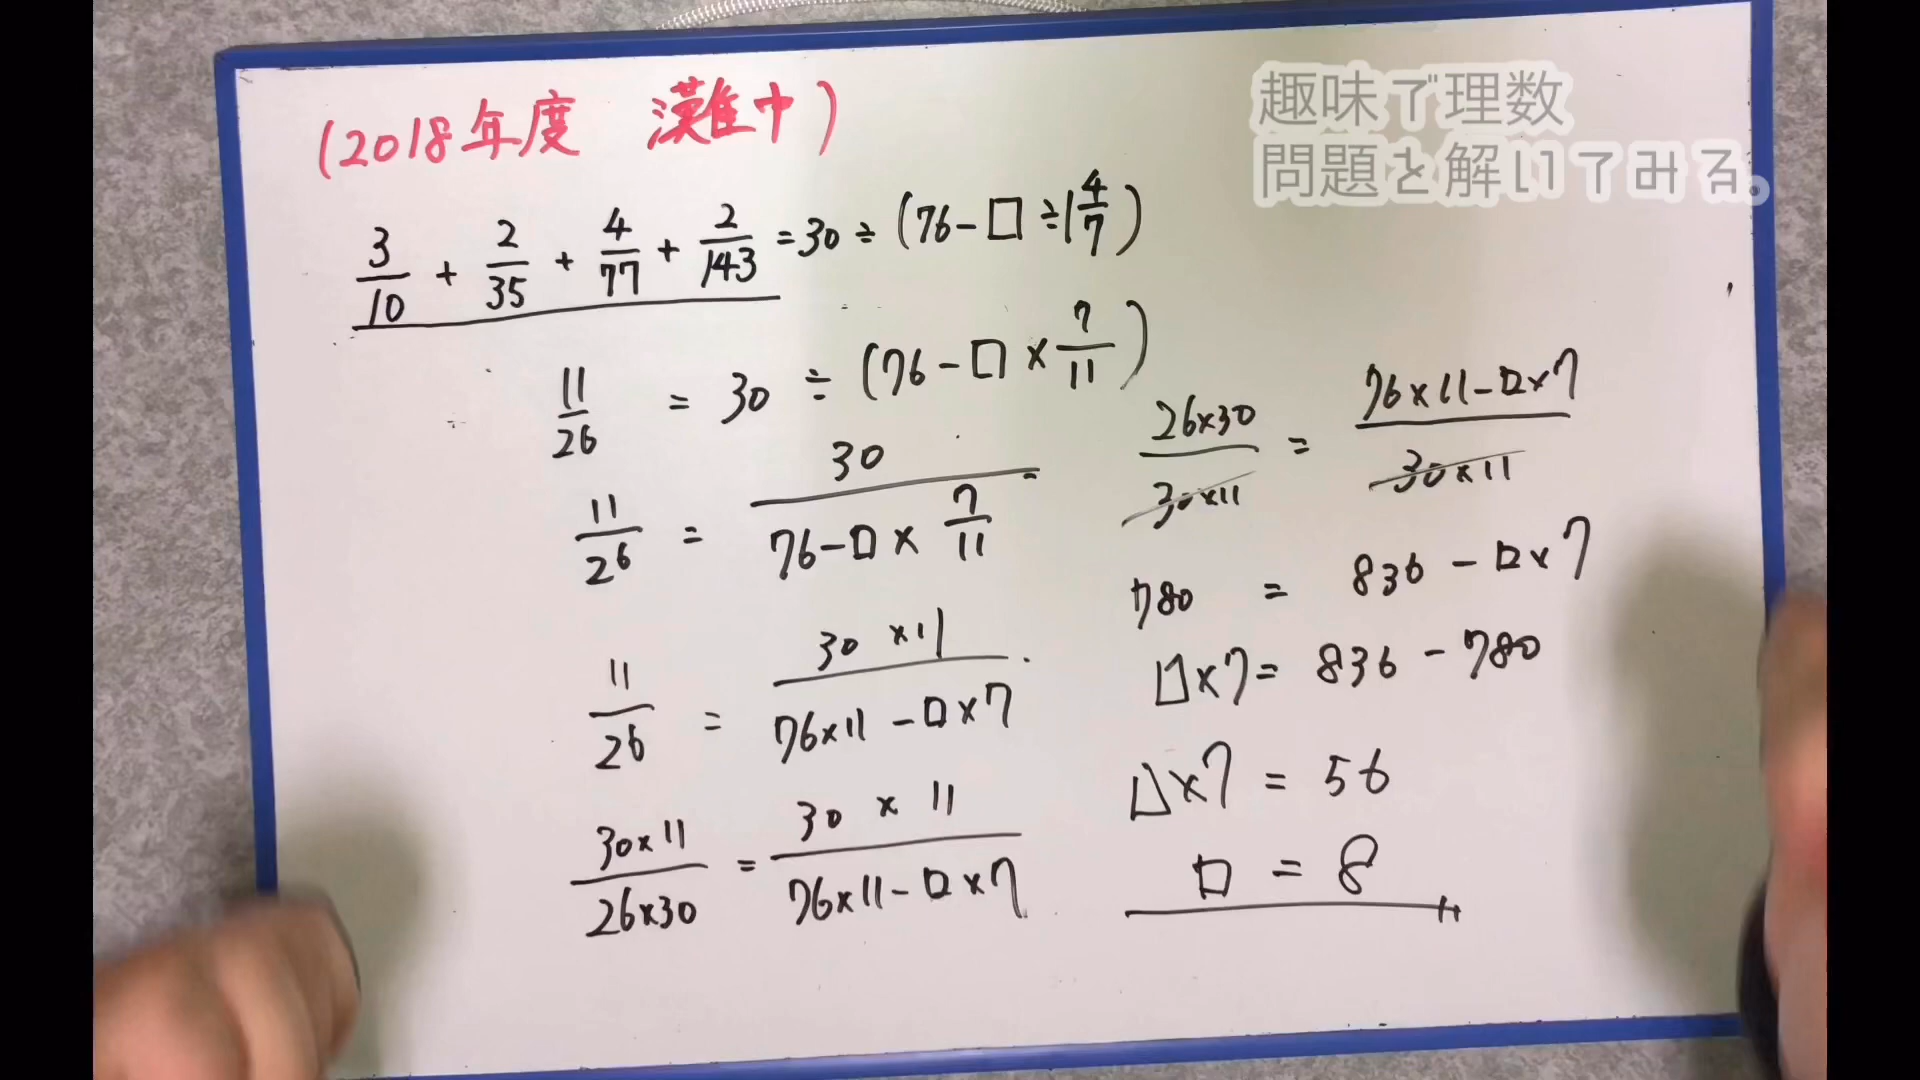 (2018年度 灘中)
趣味で理数
問題を解いてみる。
3/10 + 2/35 + 4/77 + 2/143 = 30 ÷ (76 - □ ÷ 1 4/7)
11/26 = 30 ÷ (76 - □ × 7/11)
11/26 = 30/(76 - □ × 7/11)
11/26 = 30 × 11/(76×11 - □×7)
30×11/26×30 = 30 × 11/(76×11 - □×7)
26×30/30×11 = (76×11 - □×7)/30×11
780 = 836 - □×7
□×7 = 836 - 780
□×7 = 56
□ = 8